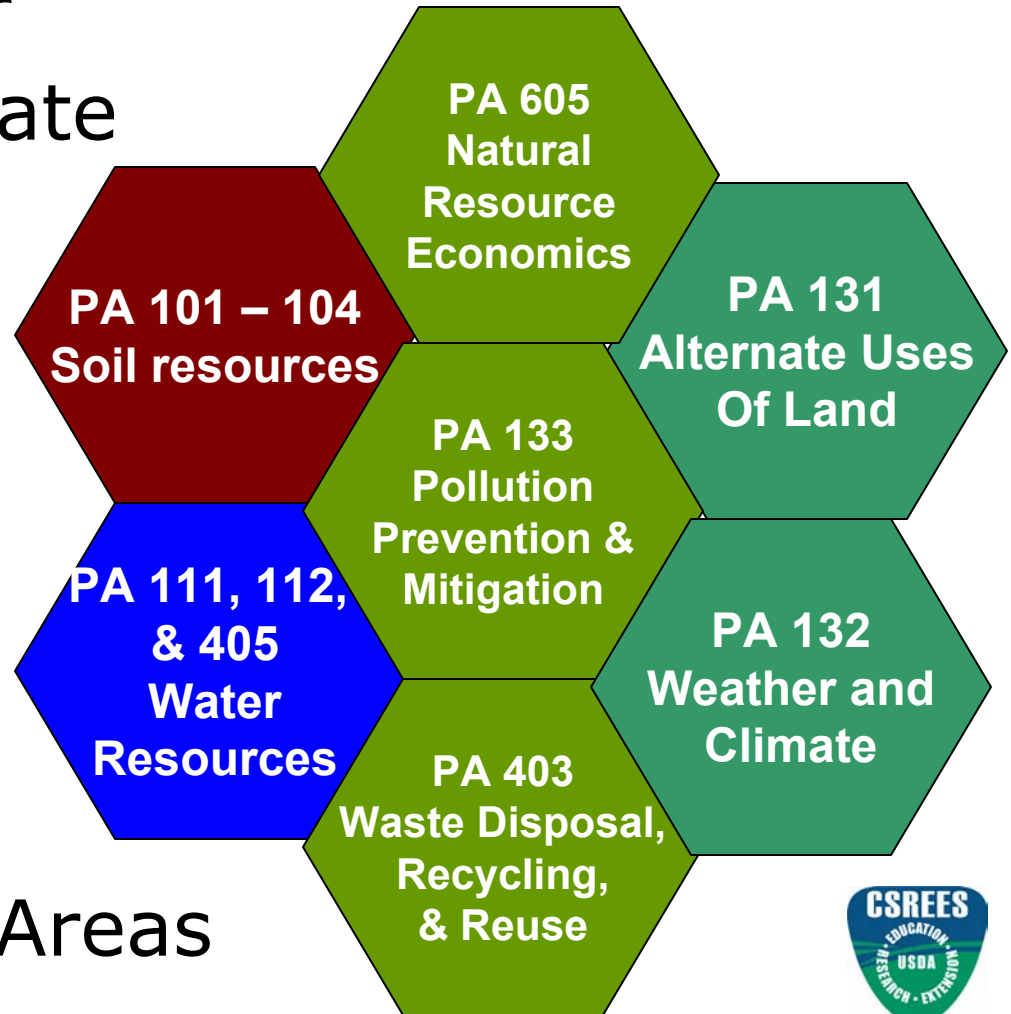 ate
PA 605
Natural
Resource
Economics
PA 101 – 104
Soil resources
PA 131
Alternate Uses
Of Land
PA 133
Pollution
Prevention &
Mitigation
PA 111, 112,
& 405
Water
Resources
PA 132
Weather and
Climate
PA 403
Waste Disposal,
Recycling,
& Reuse
Areas
CSREES
EDUCATION
USDA
RESEARCH • EXTENSION